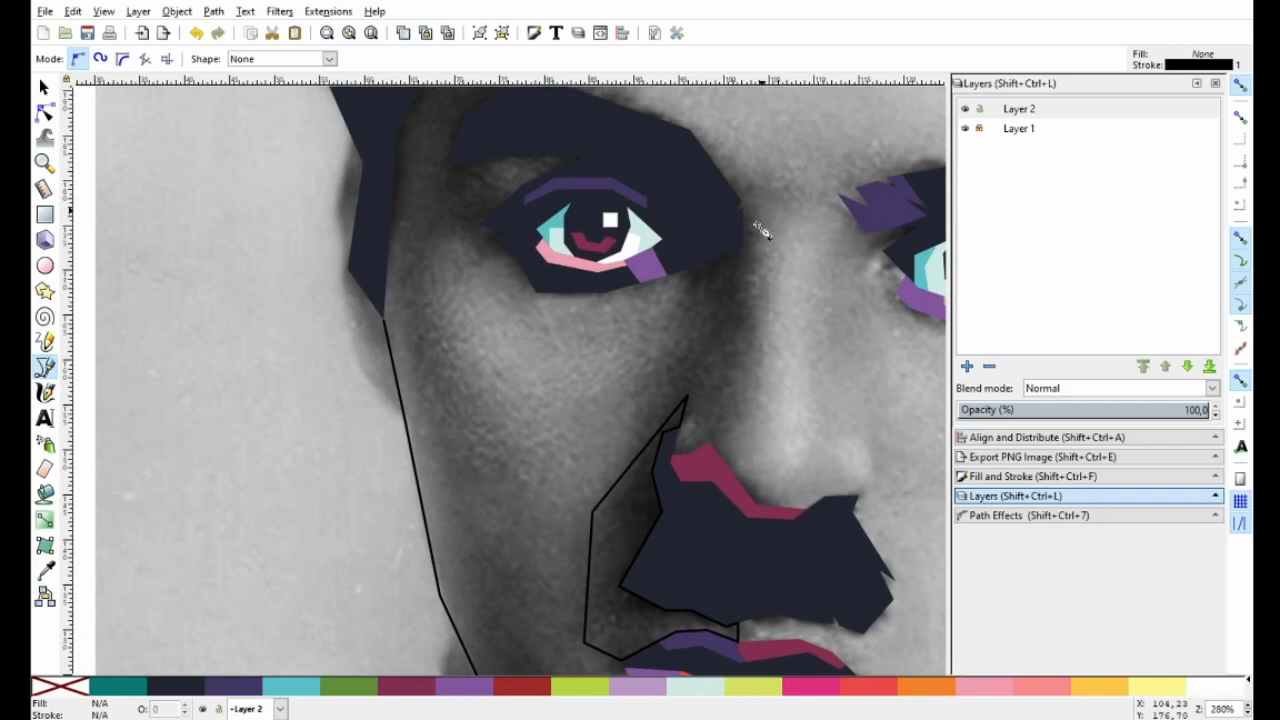 File Edit View Layer Object Path Text Filters Extensions Help
Mode: Shape: None
Fill: None
Stroke: 1
Layers (Shift+Ctrl+L)
Layer 2
Layer 1
Blend mode: Normal
Opacity (%) 100,0
Align and Distribute (Shift+Ctrl+A)
Export PNG Image (Shift+Ctrl+E)
Fill and Stroke (Shift+Ctrl+F)
Layers (Shift+Ctrl+L)
Path Effects (Shift+Ctrl+7)
Fill: N/A
Stroke: N/A
O: 0
Layer 2
X: 104,23
Y: 176,70
Z: 280%